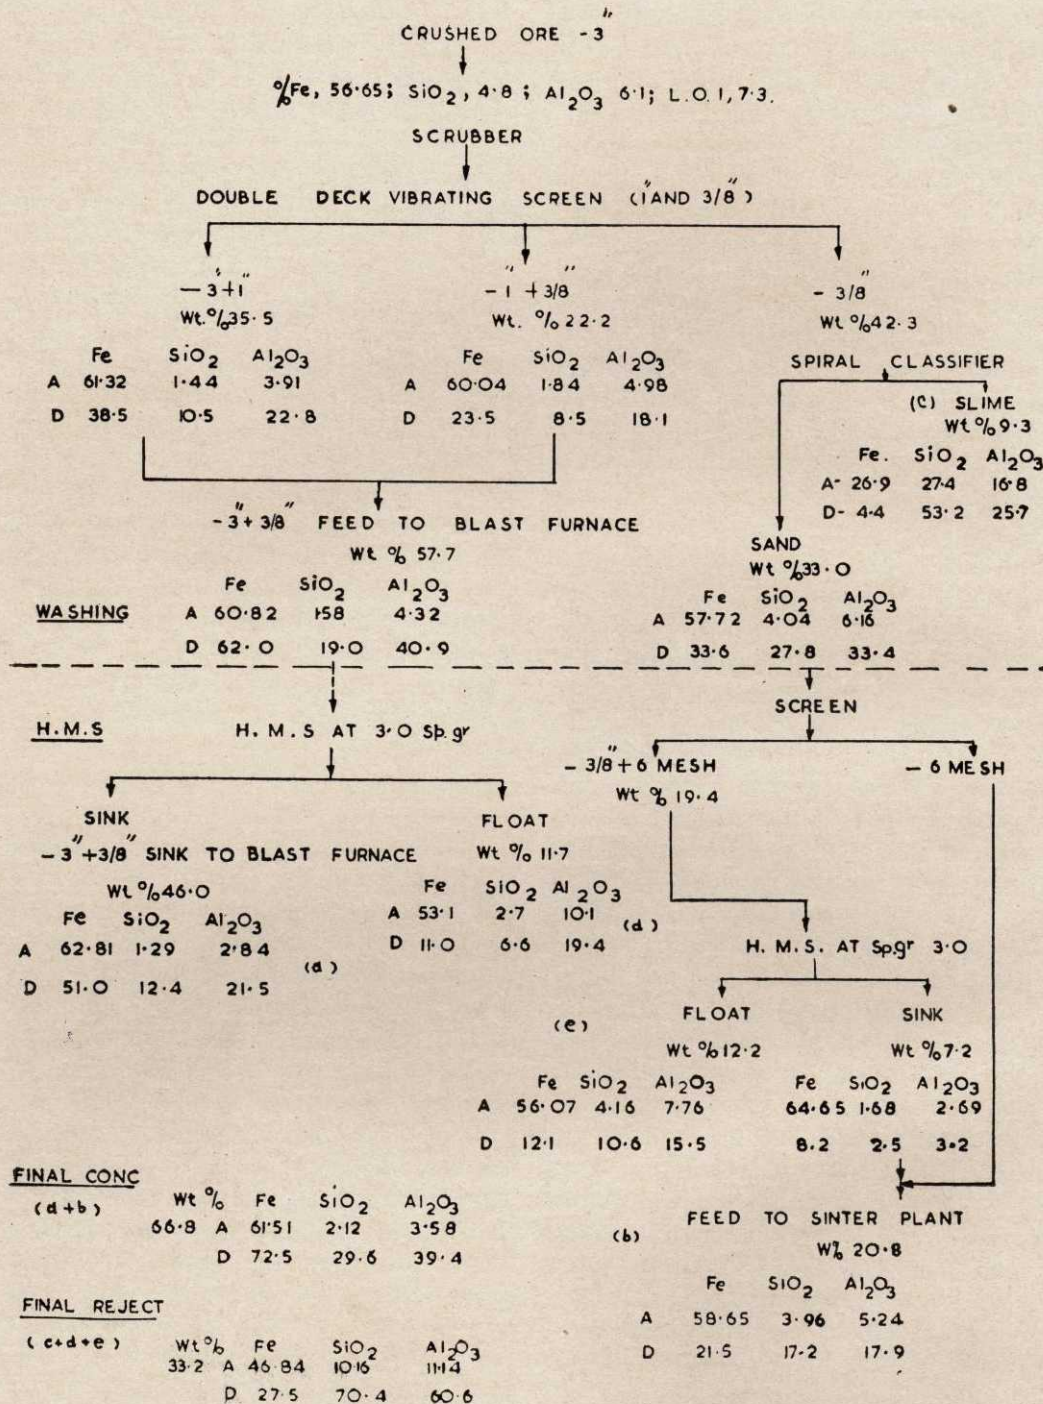 CRUSHED ORE -3"
%Fe, 56·65; SiO2, 4·8 ; Al2O3 6·1; L.O.I, 7·3.
SCRUBBER
DOUBLE DECK VIBRATING SCREEN (1" AND 3/8")
-3"+1"
Wt.%35·5
Fe SiO2 Al2O3
A 61·32 1·44 3·91
D 38·5 10·5 22·8
-1" +3/8"
Wt. % 22·2
Fe SiO2 Al2O3
A 60·04 1·84 4·98
D 23·5 8·5 18·1
- 3/8"
Wt %42·3
SPIRAL CLASSIFIER
(C) SLIME
Wt %9·3
Fe. SiO2 Al2O3
A- 26·9 27·4 16·8
D- 4·4 53·2 25·7
-3"+ 3/8" FEED TO BLAST FURNACE
Wt % 57·7
Fe SiO2 Al2O3
WASHING
A 60·82 1·58 4·32
D 62·0 19·0 40·9
SAND
Wt %33·0
Fe SiO2 Al2O3
A 57·72 4·04 6·16
D 33·6 27·8 33·4
H.M.S
H.M.S AT 3·0 Sp.gr
SCREEN
- 3/8"+6 MESH
Wt % 19·4
- 6 MESH
SINK
-3"+3/8" SINK TO BLAST FURNACE
Wt %46·0
Fe SiO2 Al2O3
A 62·81 1·29 2·84
(d)
D 51·0 12·4 21·5
FLOAT
Wt % 11·7
Fe SiO2 Al2O3
A 53·1 2·7 10·1
(d)
D 11·0 6·6 19·4
H.M.S. AT Sp.gr 3·0
(e)
FLOAT
Wt %12·2
Fe SiO2 Al2O3
A 56·07 4·16 7·76
D 12·1 10·6 15·5
SINK
Wt %7·2
Fe SiO2 Al2O3
64·65 1·68 2·69
8·2 2·5 3·2
FEED TO SINTER PLANT
(b)
W% 20·8
Fe SiO2 Al2O3
A 58·65 3·96 5·24
D 21·5 17·2 17·9
FINAL CONC
(d+b)
Wt % Fe SiO2 Al2O3
66·8 A 61·51 2·12 3·58
D 72·5 29·6 39·4
FINAL REJECT
(c+d+e)
Wt% Fe SiO2 Al2O3
33·2 A 46·84 10·16 11·14
D 27·5 70·4 60·6